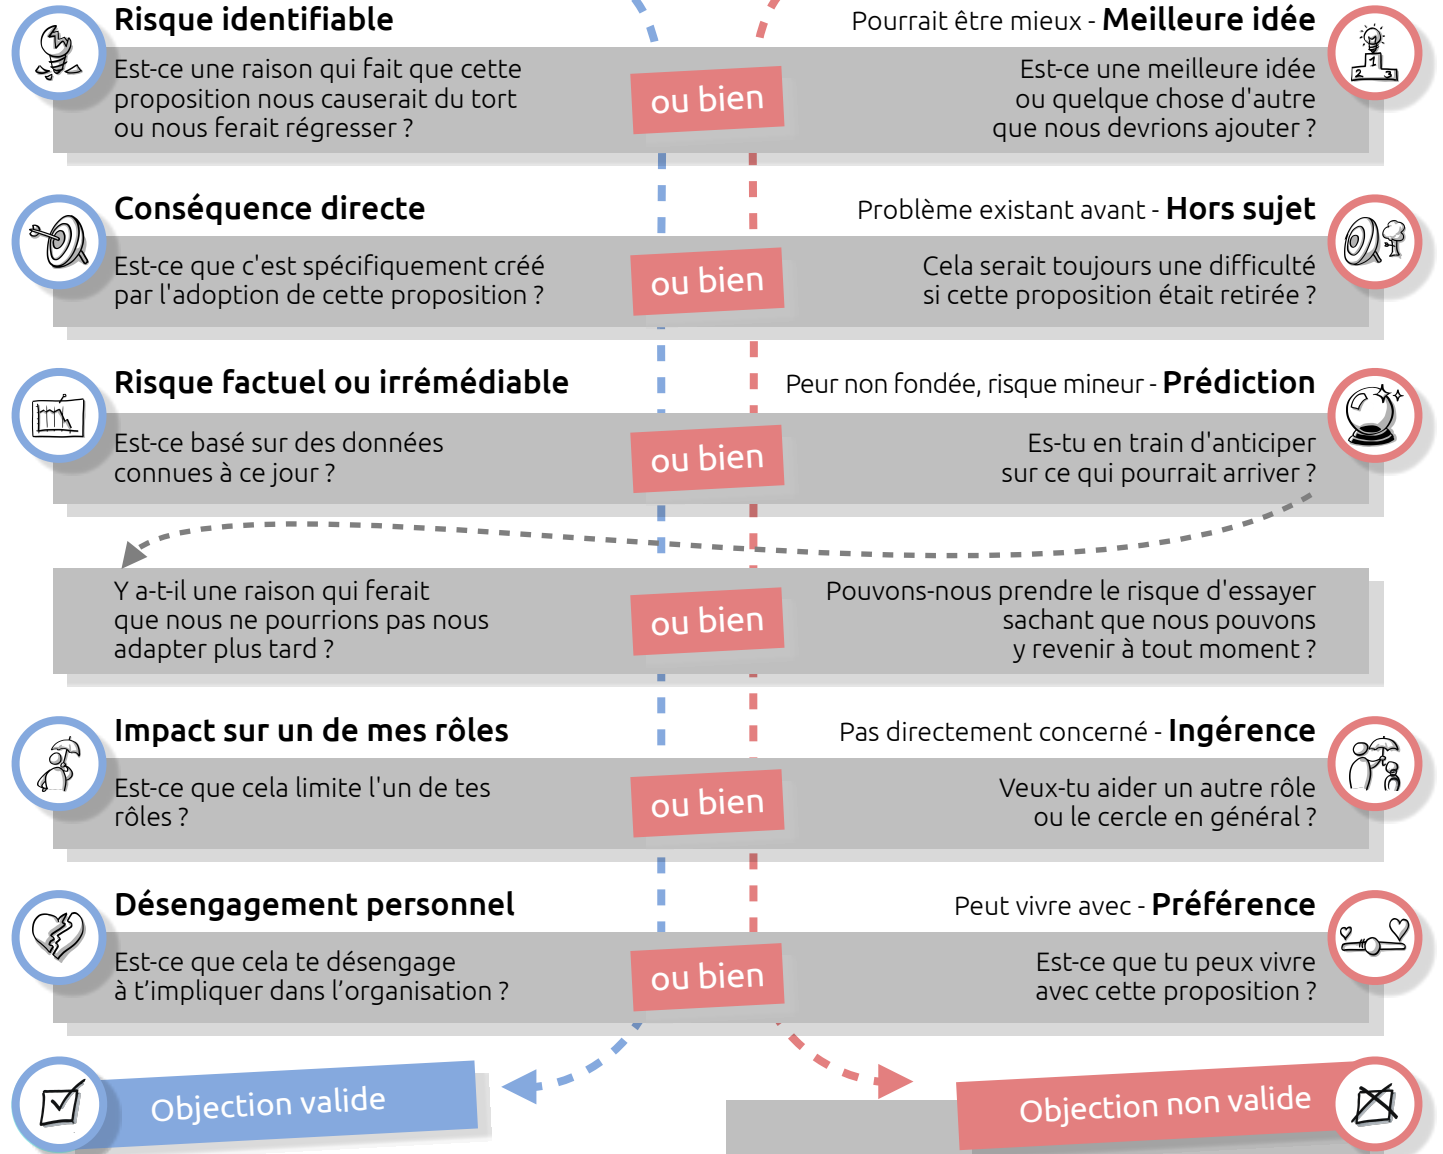 Risque identifiable
Pourrait être mieux - Meilleure idée
Est-ce une raison qui fait que cette
proposition nous causerait du tort
ou nous ferait régresser ?
ou bien
Est-ce une meilleure idée
ou quelque chose d'autre
que nous devrions ajouter ?
1
2 3
Conséquence directe
Problème existant avant - Hors sujet
Est-ce que c'est spécifiquement créé
par l'adoption de cette proposition ?
ou bien
Cela serait toujours une difficulté
si cette proposition était retirée ?
Risque factuel ou irrémédiable
Peur non fondée, risque mineur - Prédiction
Est-ce basé sur des données
connues à ce jour ?
ou bien
Es-tu en train d'anticiper
sur ce qui pourrait arriver ?
Y a-t-il une raison qui ferait
que nous ne pourrions pas nous
adapter plus tard ?
ou bien
Pouvons-nous prendre le risque d'essayer
sachant que nous pouvons
y revenir à tout moment ?
Impact sur un de mes rôles
Pas directement concerné - Ingérence
Est-ce que cela limite l'un de tes
rôles ?
ou bien
Veux-tu aider un autre rôle
ou le cercle en général ?
Désengagement personnel
Peut vivre avec - Préférence
Est-ce que cela te désengage
à t’impliquer dans l’organisation ?
ou bien
Est-ce que tu peux vivre
avec cette proposition ?
Objection valide
Objection non valide